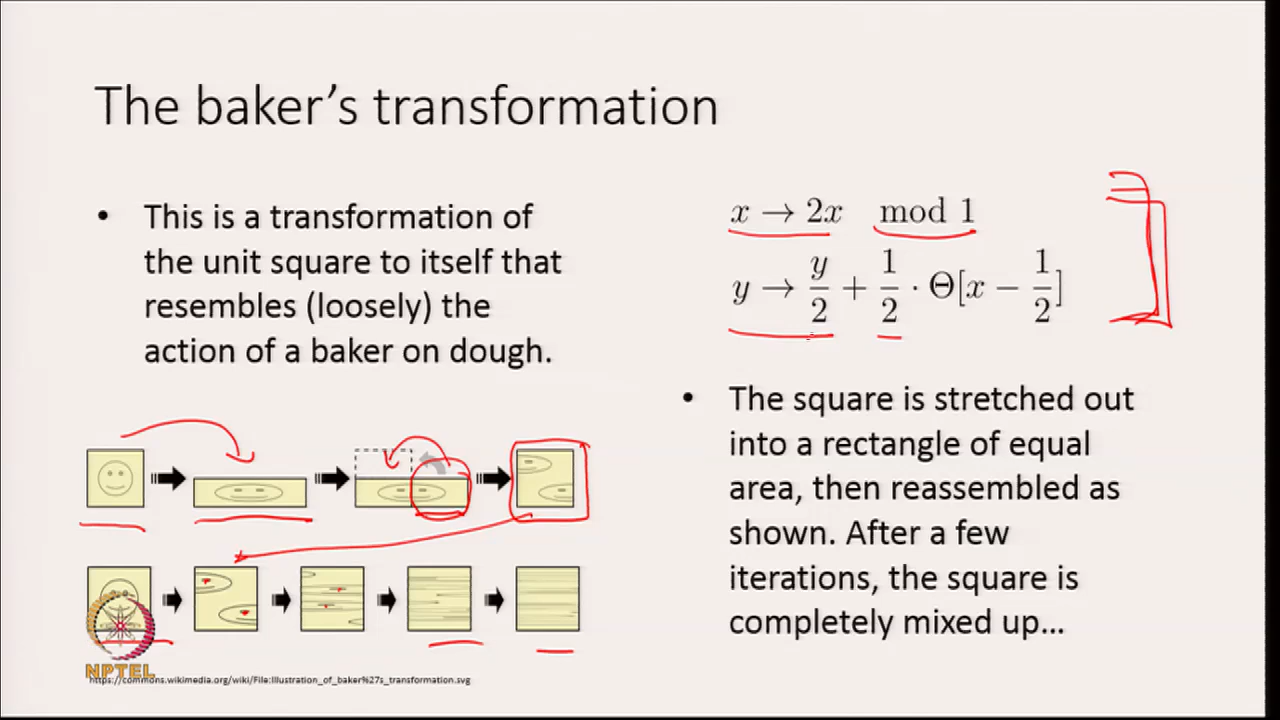 The baker's transformation
• This is a transformation of
the unit square to itself that
resembles (loosely) the
action of a baker on dough.
x → 2x mod 1
y → y/2 + 1/2 · Θ[x − 1/2]
• The square is stretched out
into a rectangle of equal
area, then reassembled as
shown. After a few
iterations, the square is
completely mixed up…
NPTEL
https://commons.wikimedia.org/wiki/File:Illustration_of_baker%27s_transformation.svg